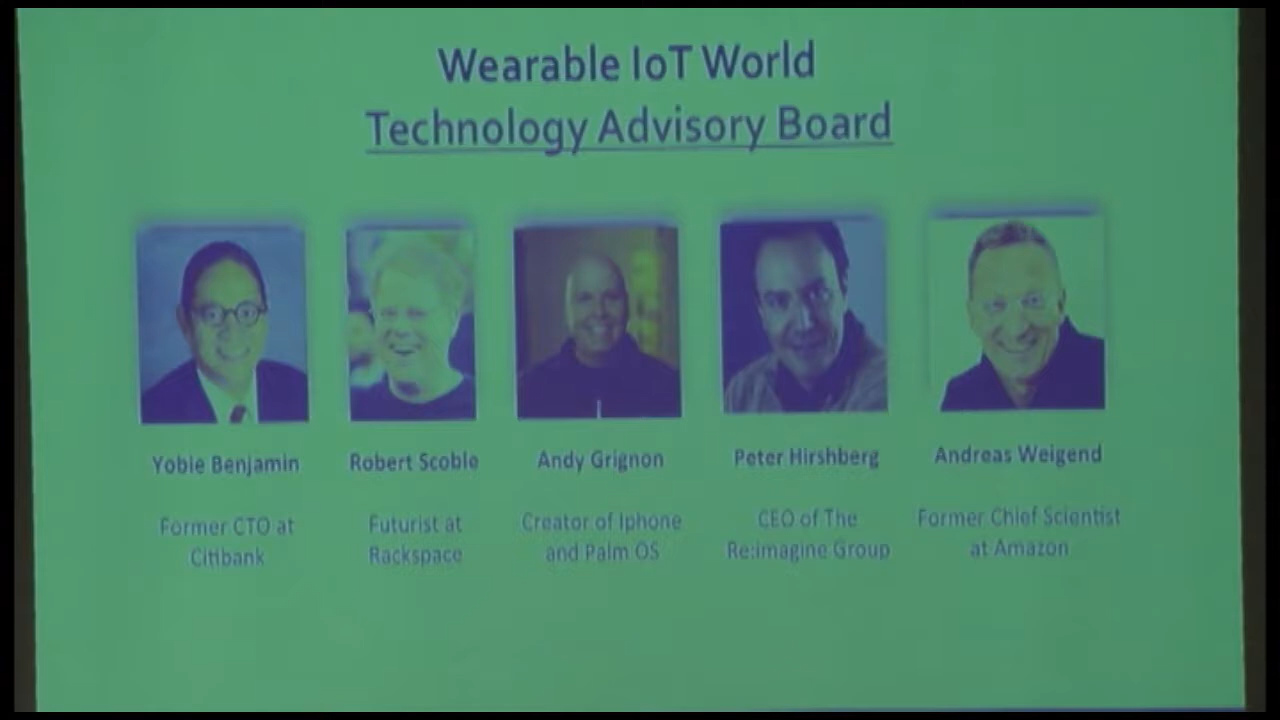 Wearable IoT World
Technology Advisory Board
Yobie Benjamin
Robert Scoble
Andy Grignon
Peter Hirshberg
Andreas Weigend
Former CTO at
Citibank
Futurist at
Rackspace
Creator of Iphone
and Palm OS
CEO of The
Re:imagine Group
Former Chief Scientist
at Amazon